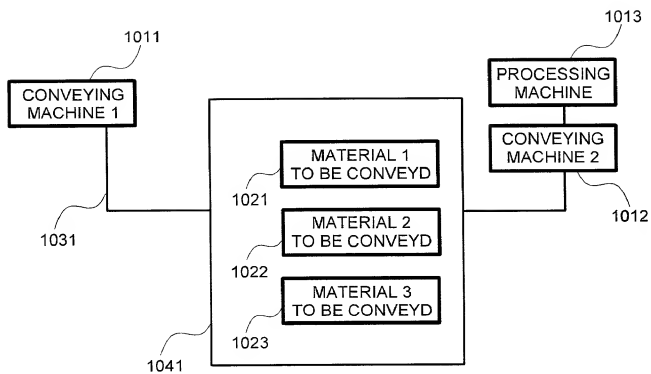 1011
CONVEYING
MACHINE 1
1031
1013
PROCESSING
MACHINE
CONVEYING
MACHINE 2
1012
MATERIAL 1
TO BE CONVEYD
1021
MATERIAL 2
TO BE CONVEYD
1022
MATERIAL 3
TO BE CONVEYD
1023
1041